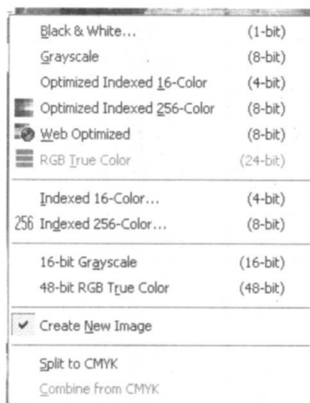 Black & White... (1-bit)
Grayscale (8-bit)
Optimized Indexed 16-Color (4-bit)
Optimized Indexed 256-Color (8-bit)
Web Optimized (8-bit)
RGB True Color (24-bit)
Indexed 16-Color... (4-bit)
256 Indexed 256-Color... (8-bit)
16-bit Grayscale (16-bit)
48-bit RGB True Color (48-bit)
Create New Image
Split to CMYK
Combine from CMYK